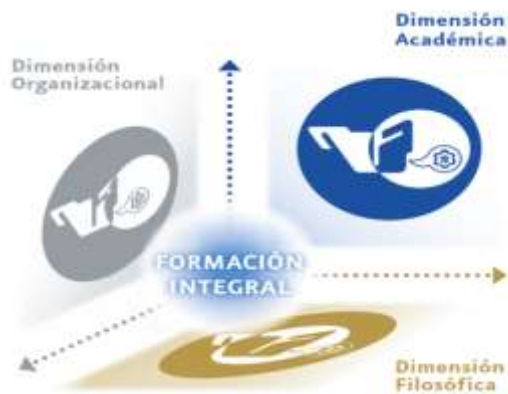 Dimensión
Académica
Dimensión
Organizacional
FORMACIÓN
INTEGRAL
Dimensión
Filosófica